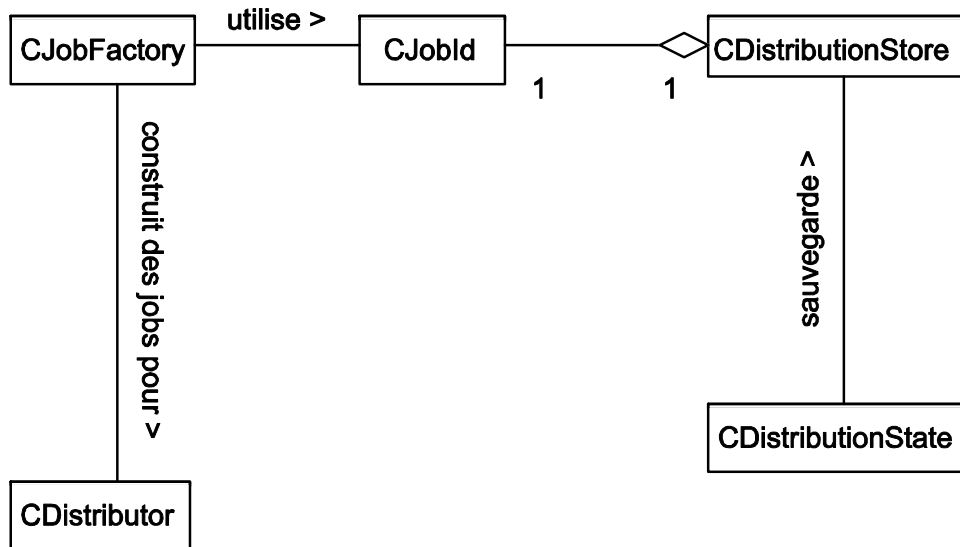 utilise >
CJobFactory
CJobId
CDistributionStore
1
1
construit des jobs pour >
sauvegarde >
CDistributionState
CDistributor